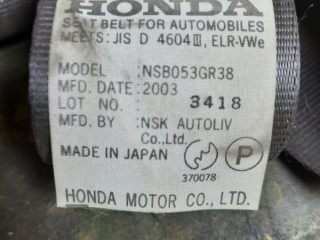 HONDA
SEAT BELT FOR AUTOMOBILES
MEETS: JIS D 4604III, ELR-VWe
MODEL :NSB053GR38
MFD. DATE:2003
LOT NO. : 3418
MFD. BY :NSK AUTOLIV
Co.,Ltd.
MADE IN JAPAN P
370078
HONDA MOTOR CO., LTD.